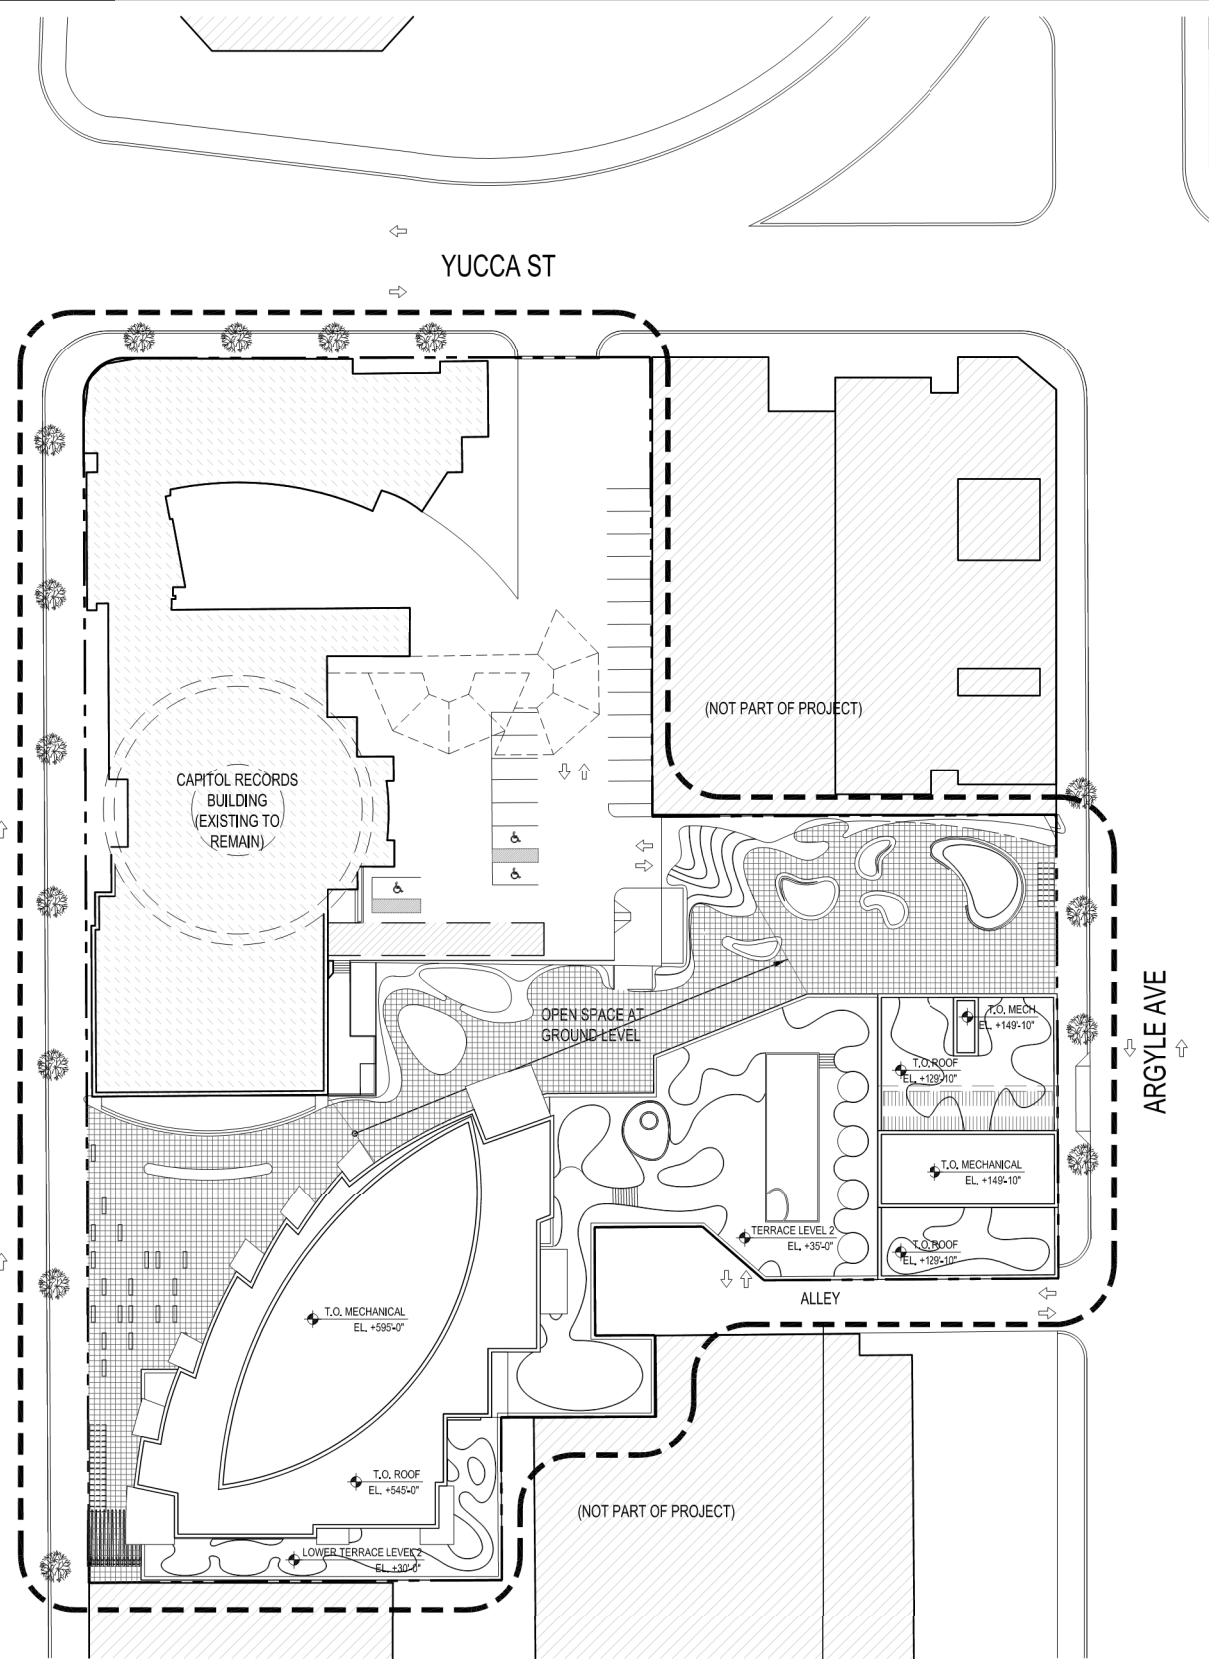 YUCCA ST
(NOT PART OF PROJECT)
CAPITOL RECORDS
BUILDING
(EXISTING TO
REMAIN)
OPEN SPACE AT
GROUND LEVEL
T.O. MECH.
EL. +149'-10"
T.O. ROOF
EL. +129'-10"
ARGYLE AVE
T.O. MECHANICAL
EL. +149'-10"
TERRACE LEVEL 2
EL. +35'-0"
T.O. ROOF
EL. +129'-10"
ALLEY
T.O. MECHANICAL
EL. +595'-0"
T.O. ROOF
EL. +545'-0"
(NOT PART OF PROJECT)
LOWER TERRACE LEVEL 2
EL. +30'-0"